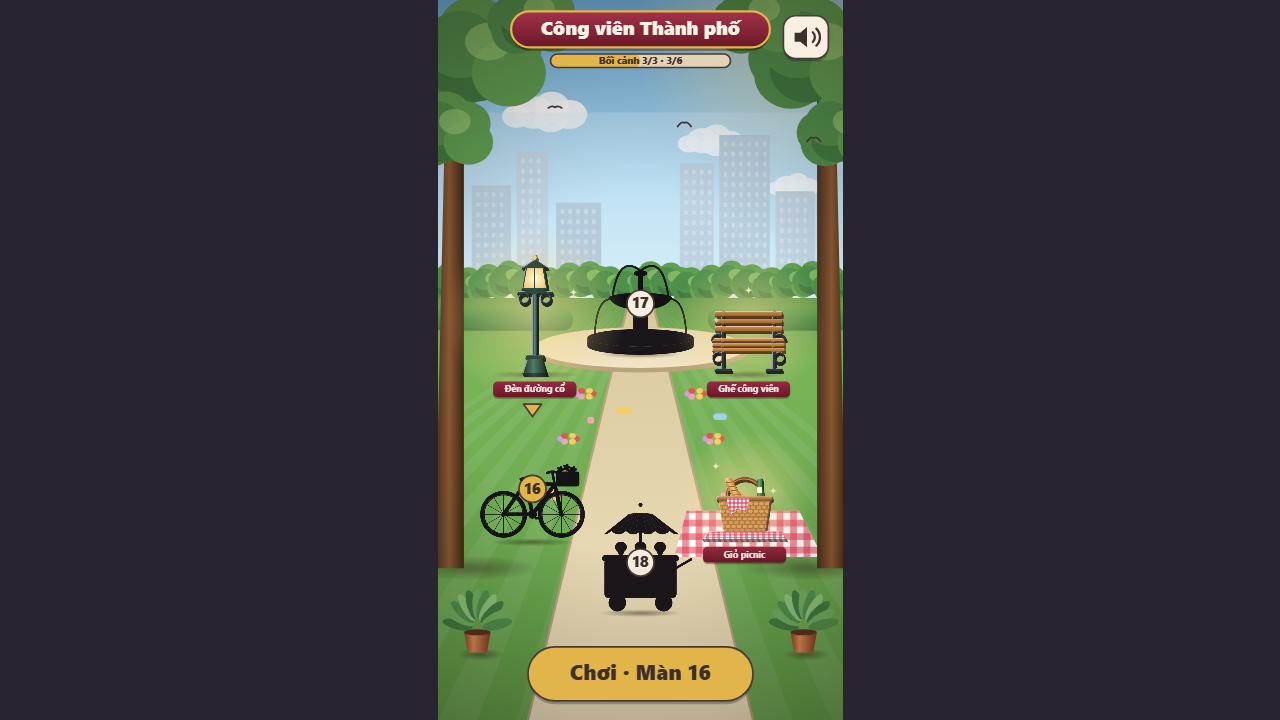 Công viên Thành phố
Bối cảnh 3/3 · 3/6
17
Đèn đường cổ
Ghế công viên
16
18
Giỏ picnic
Chơi · Màn 16